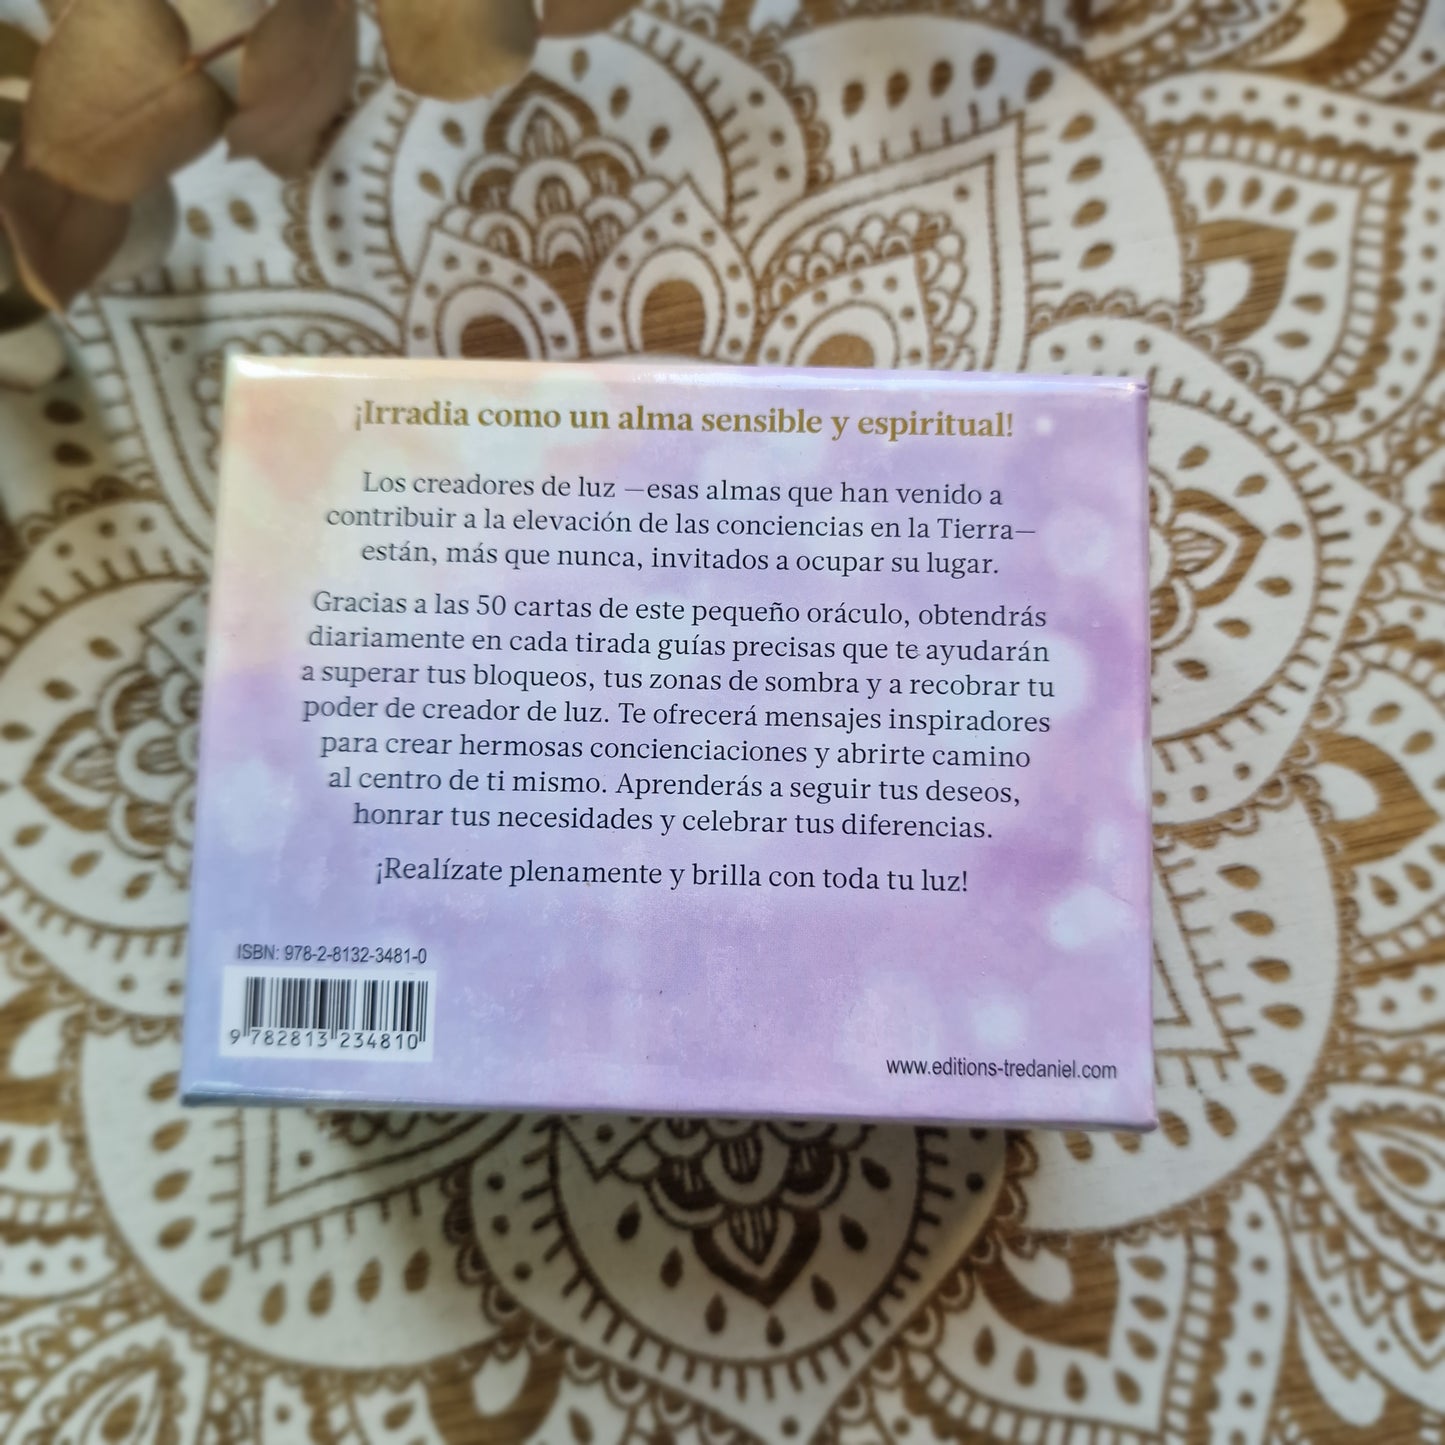 ¡Irradia como un alma sensible y espiritual!
Los creadores de luz —esas almas que han venido a
contribuir a la elevación de las conciencias en la Tierra—
están, más que nunca, invitados a ocupar su lugar.
Gracias a las 50 cartas de este pequeño oráculo, obtendrás
diariamente en cada tirada guías precisas que te ayudarán
a superar tus bloqueos, tus zonas de sombra y a recobrar tu
poder de creador de luz. Te ofrecerá mensajes inspiradores
para crear hermosas concienciaciones y abrirte camino
al centro de ti mismo. Aprenderás a seguir tus deseos,
honrar tus necesidades y celebrar tus diferencias.
¡Realízate plenamente y brilla con toda tu luz!
ISBN: 978-2-8132-3481-0
9 782813 234810
www.editions-tredaniel.com